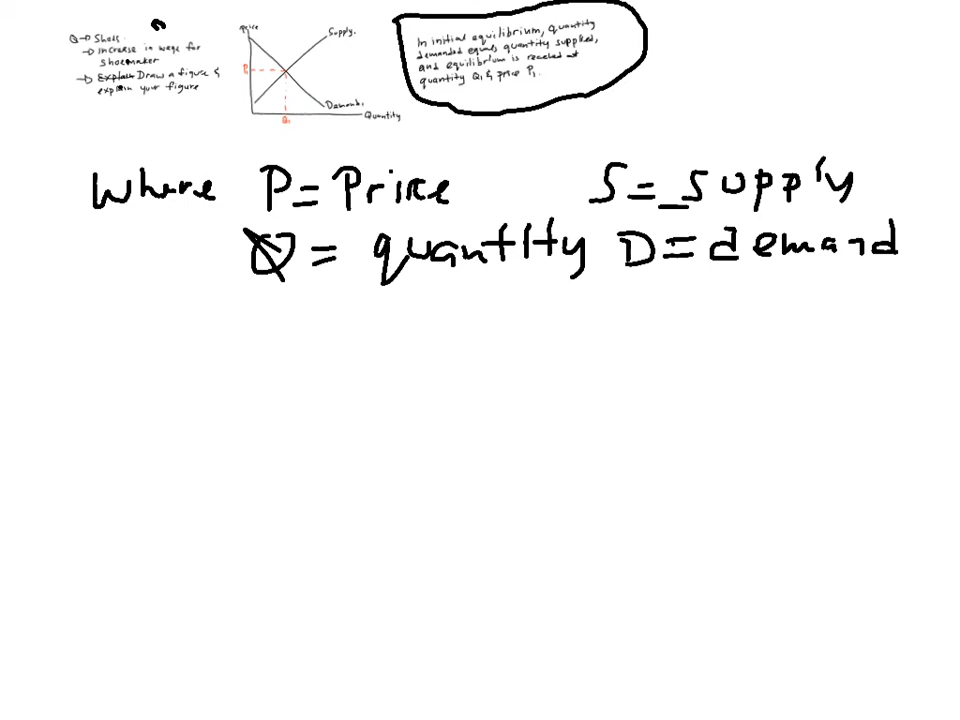 Q → Shoes
→ Increase in wage for
shoemaker
→ Explain Draw a figure &
explain your figure
Price
Supply.
P₁
Demand.
Q₁
Quantity
In initial equilibrium, quantity
demanded equals quantity supplied,
and equilibrium is reached at
quantity Q₁ & price P₁.
Where P = Price S = Supply
Q = quantity D = demand